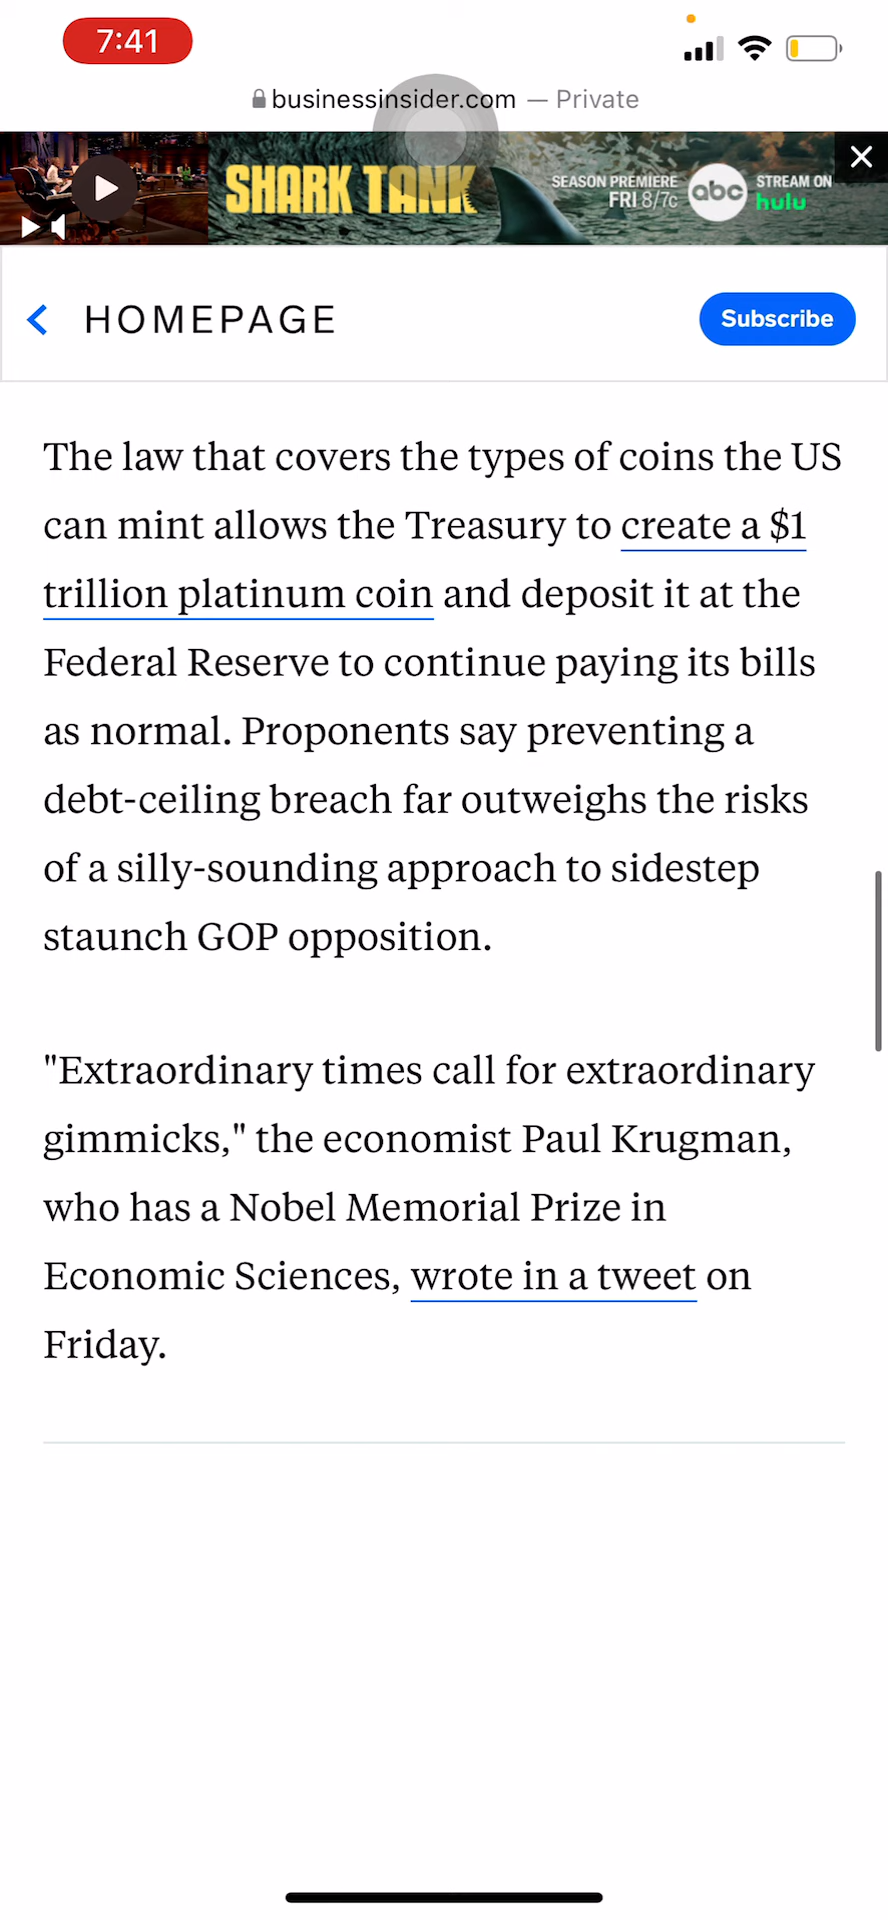 7:41
businessinsider.com — Private
SHARK TANK
SEASON PREMIERE
FRI 8/7c
abc
STREAM ON
hulu
HOMEPAGE
Subscribe
The law that covers the types of coins the US
can mint allows the Treasury to create a $1
trillion platinum coin and deposit it at the
Federal Reserve to continue paying its bills
as normal. Proponents say preventing a
debt-ceiling breach far outweighs the risks
of a silly-sounding approach to sidestep
staunch GOP opposition.
"Extraordinary times call for extraordinary
gimmicks," the economist Paul Krugman,
who has a Nobel Memorial Prize in
Economic Sciences, wrote in a tweet on
Friday.